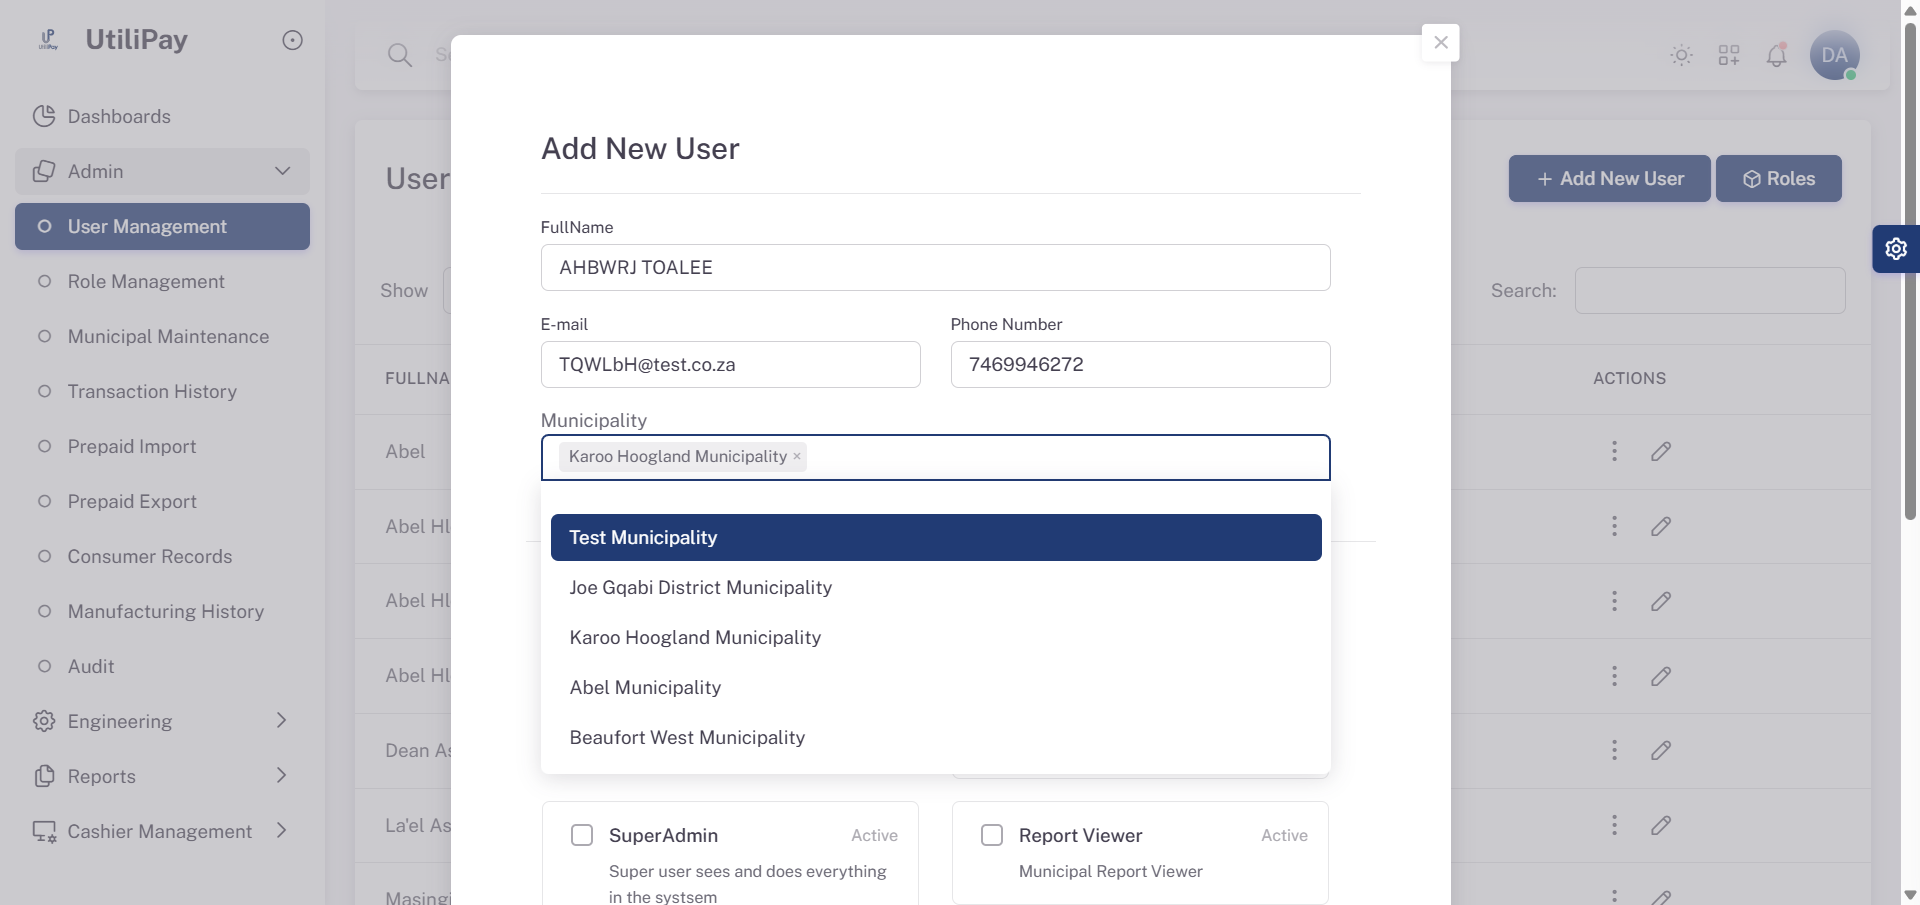 UP
UtiliPay
UtiliPay
Dashboards
Admin
User Management
Role Management
Municipal Maintenance
Transaction History
Prepaid Import
Prepaid Export
Consumer Records
Manufacturing History
Audit
Engineering
Reports
Cashier Management
DA
User
+ Add New User
Roles
Show
Search:
FULLNA
ACTIONS
Abel
Abel Hl
Abel Hl
Abel Hl
Dean As
La'el As
Masingi
×
Add New User
FullName
AHBWRJ TOALEE
E-mail
Phone Number
TQWLbH@test.co.za
7469946272
Municipality
Karoo Hoogland Municipality ×
Test Municipality
Joe Gqabi District Municipality
Karoo Hoogland Municipality
Abel Municipality
Beaufort West Municipality
SuperAdmin
Active
Super user sees and does everything
in the systsem
Report Viewer
Active
Municipal Report Viewer